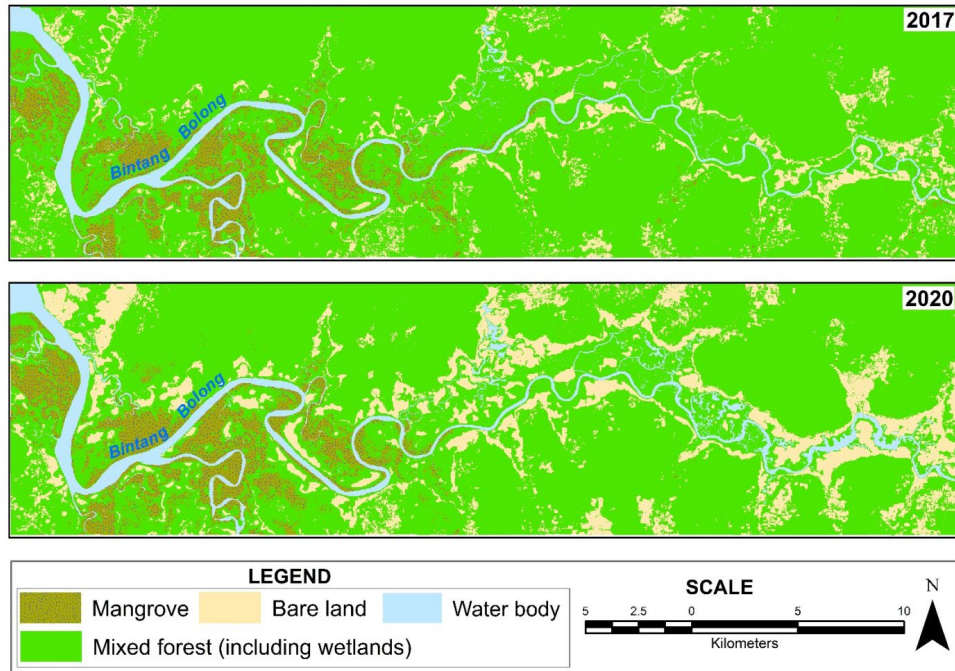 2017
Bintang Bolong
2020
Bintang Bolong
LEGEND
Mangrove
Bare land
Water body
Mixed forest (including wetlands)
SCALE
5 2.5 0 5 10
Kilometers
N